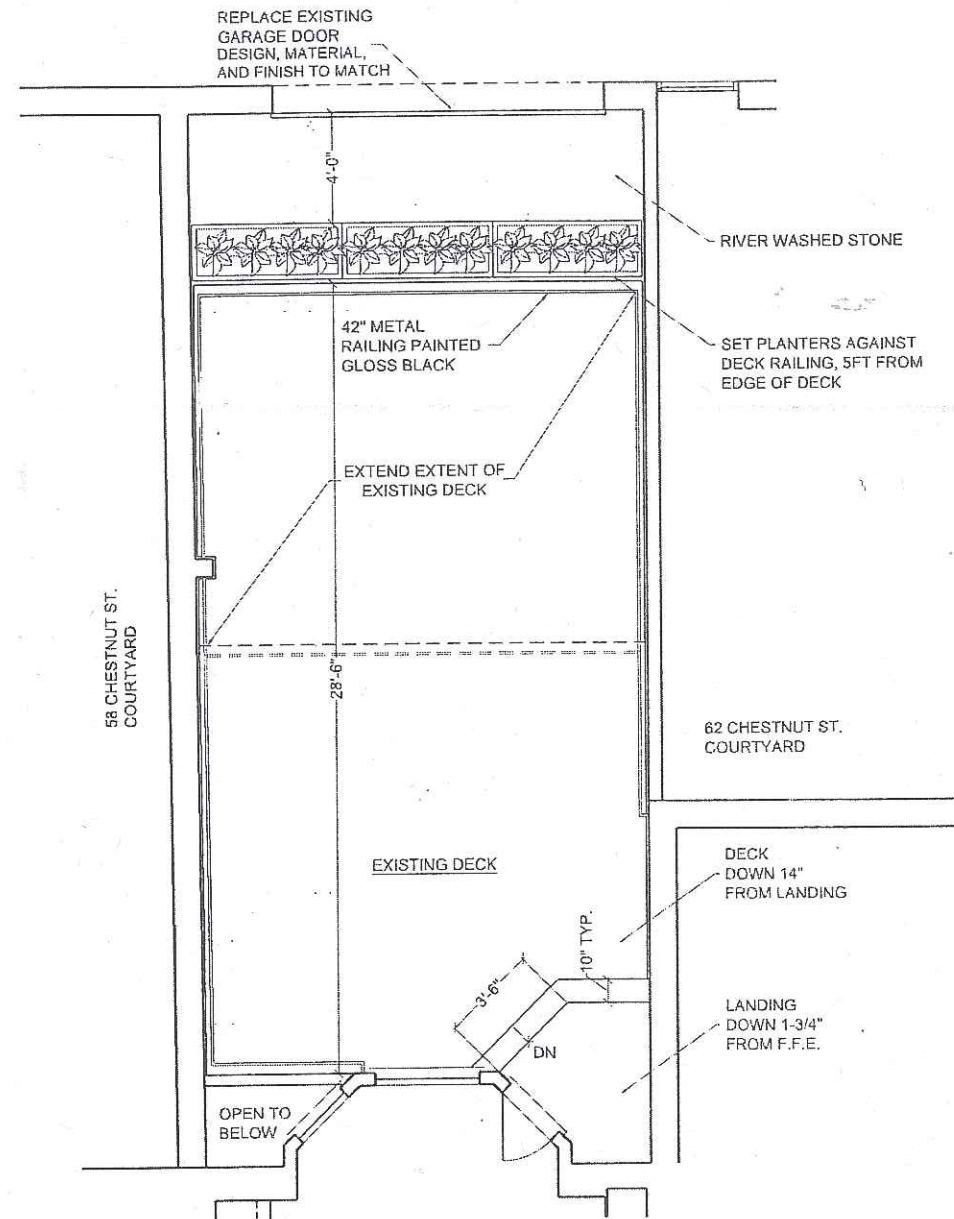 REPLACE EXISTING
GARAGE DOOR
DESIGN, MATERIAL,
AND FINISH TO MATCH
4'-0"
RIVER WASHED STONE
42" METAL
RAILING PAINTED
GLOSS BLACK
SET PLANTERS AGAINST
DECK RAILING, 5FT FROM
EDGE OF DECK
EXTEND EXTENT OF
EXISTING DECK
58 CHESTNUT ST.
COURTYARD
28'-6"
62 CHESTNUT ST.
COURTYARD
EXISTING DECK
DECK
DOWN 14"
FROM LANDING
10" TYP.
3'-6"
DN
LANDING
DOWN 1-3/4"
FROM F.F.E.
OPEN TO
BELOW